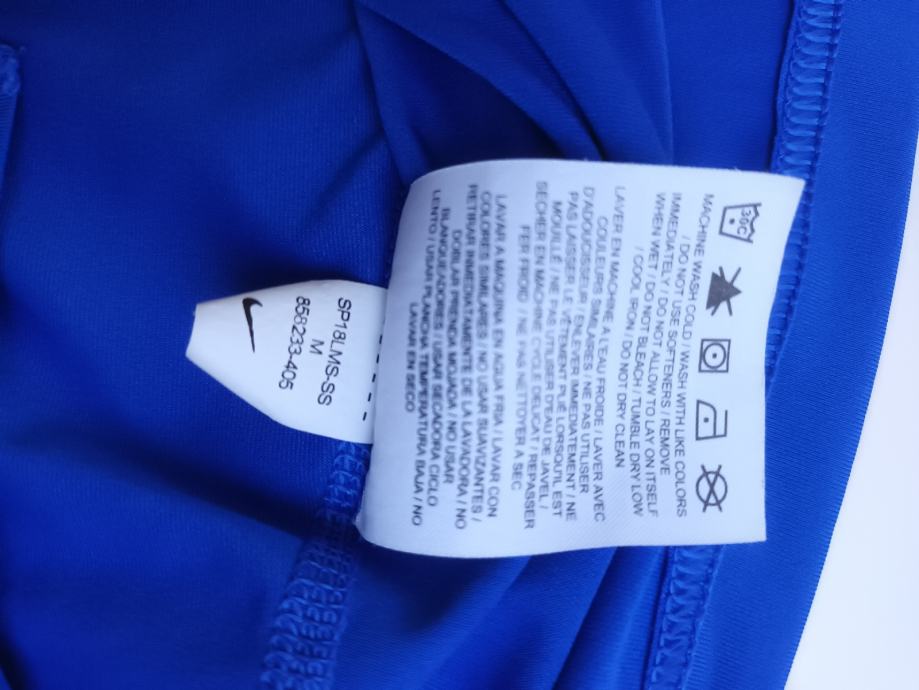 30C
MACHINE WASH COLD / WASH WITH LIKE COLORS
/ DO NOT USE SOFTENERS / REMOVE
IMMEDIATELY / DO NOT ALLOW TO LAY ON ITSELF
WHEN WET / DO NOT BLEACH / TUMBLE DRY LOW
/ COOL IRON / DO NOT DRY CLEAN
LAVER EN MACHINE À L'EAU FROIDE / LAVER AVEC
COULEURS SIMILAIRES / NE PAS UTILISER
D'ADOUCISSEUR / ENLEVER IMMEDIATEMENT / NE
PAS LAISSER LE VÊTEMENT PLIÉ LORSQU'IL EST
MOUILLÉ / NE PAS UTILISER D'EAU DE JAVEL /
SÉCHER EN MACHINE CYCLE DÉLICAT / REPASSER
FER FROID / NE PAS NETTOYER A SEC
LAVAR A MAQUINA EN AGUA FRIA / LAVAR CON
COLORES SIMILARES / NO USAR SUAVIZANTES /
RETIRAR INMEDIATAMENTE DE LA LAVADORA / NO
DOBLAR PRENDA MOJADA / NO USAR
BLANQUEADORES / USAR SECADORA CICLO
LENTO / USAR PLANCHA TEMPERATURA BAJA / NO
LAVAR EN SECO
SP18LMS-SS
M
858233-405